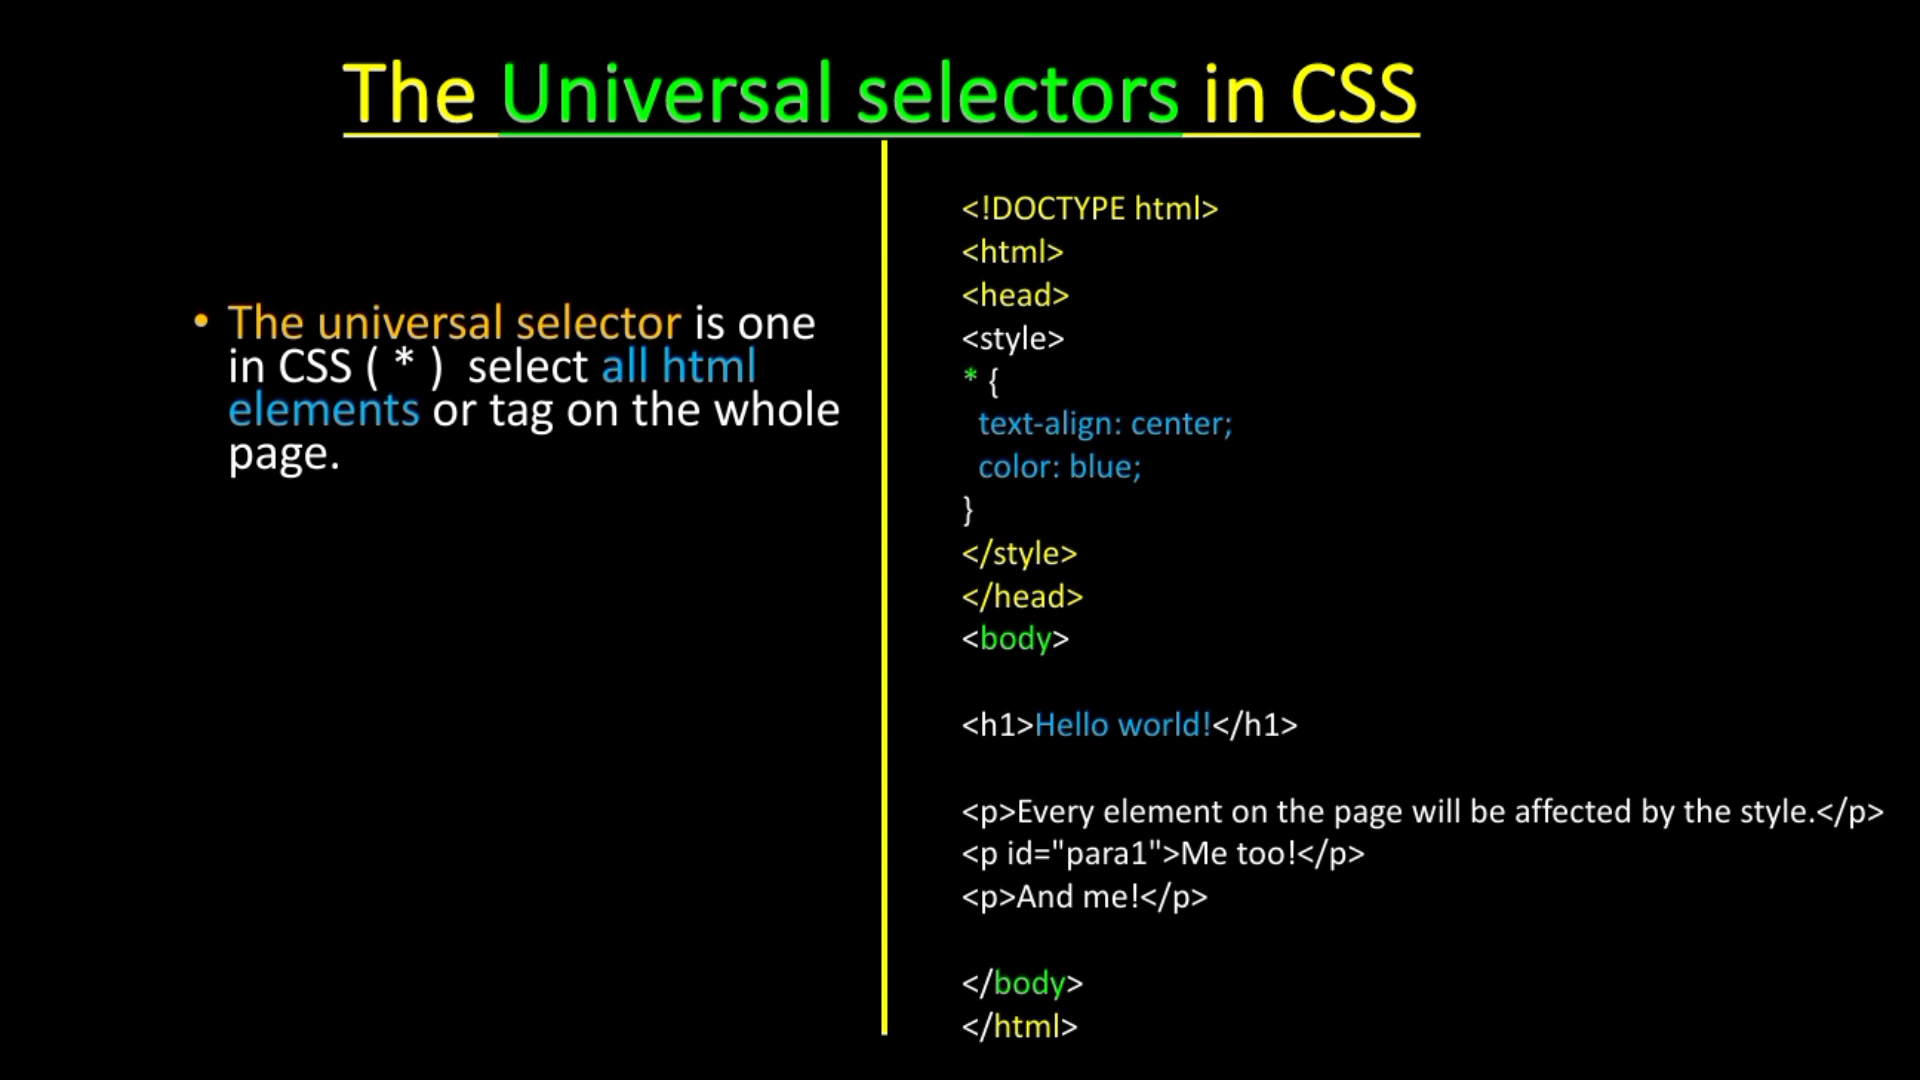 The Universal selectors in CSS
• The universal selector is one
in CSS ( * )  select all html
elements or tag on the whole
page.
<!DOCTYPE html>
<html>
<head>
<style>
* {
  text-align: center;
  color: blue;
}
</style>
</head>
<body>
<h1>Hello world!</h1>
<p>Every element on the page will be affected by the style.</p>
<p id="para1">Me too!</p>
<p>And me!</p>
</body>
</html>